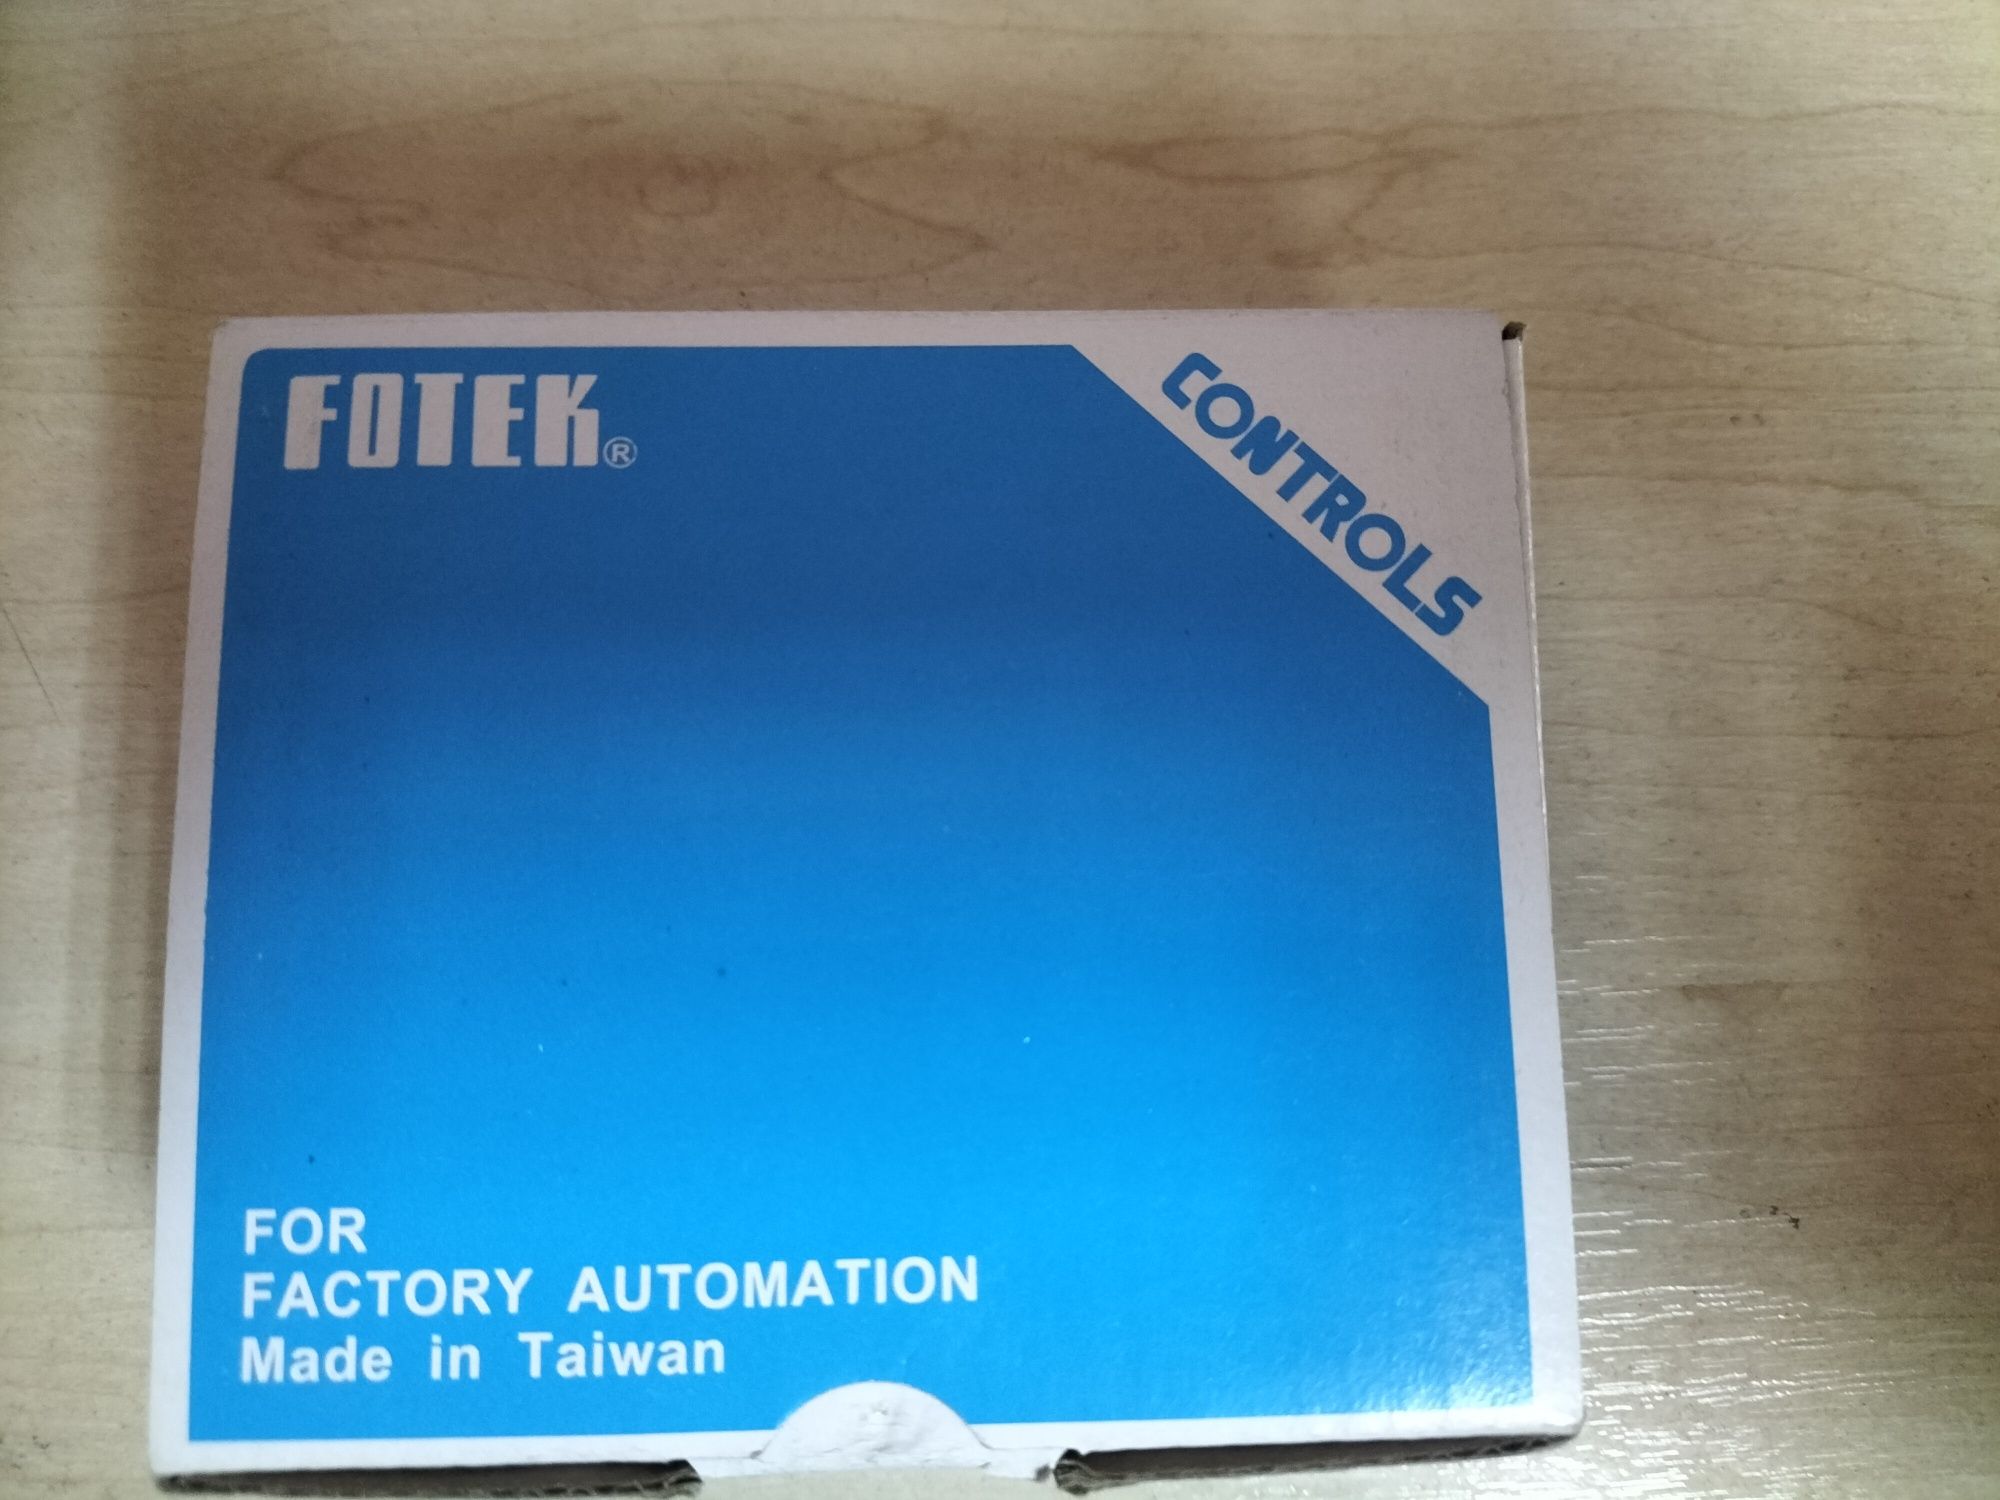 FOTEK®
CONTROLS
FOR
FACTORY AUTOMATION
Made in Taiwan